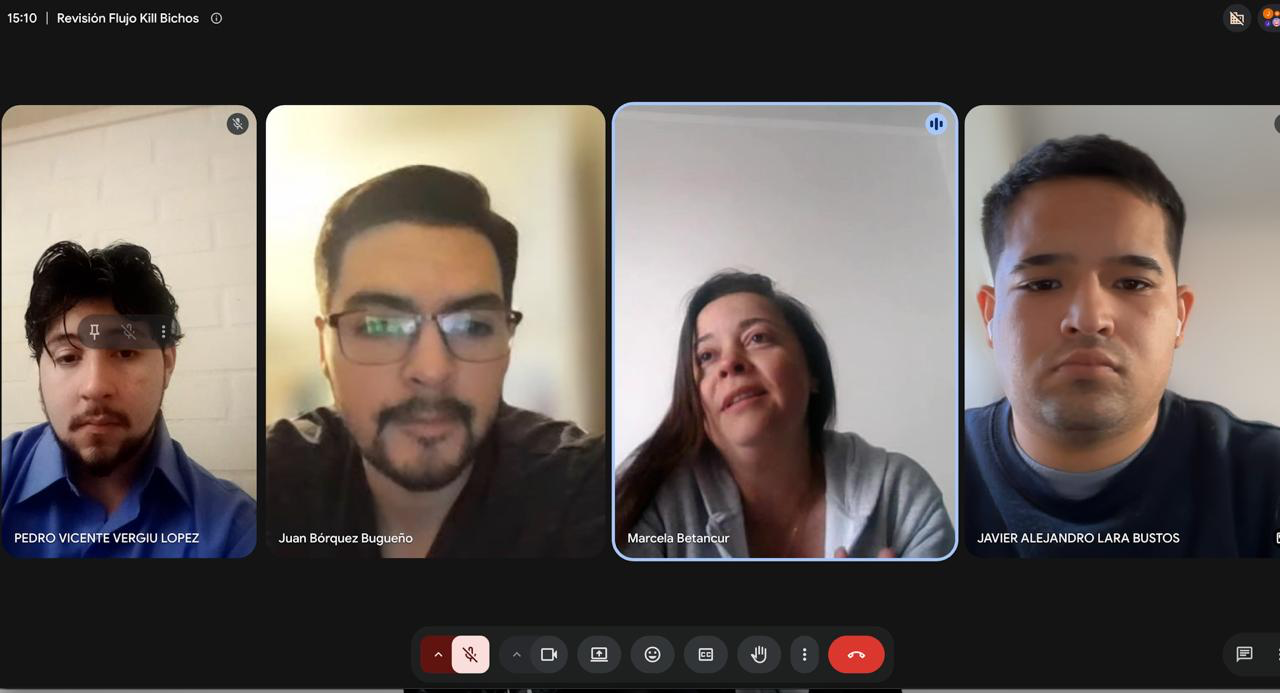 15:10 | Revisión Flujo Kill Bichos
PEDRO VICENTE VERGIU LOPEZ
Juan Bórquez Bugueño
Marcela Betancur
JAVIER ALEJANDRO LARA BUSTOS
CC